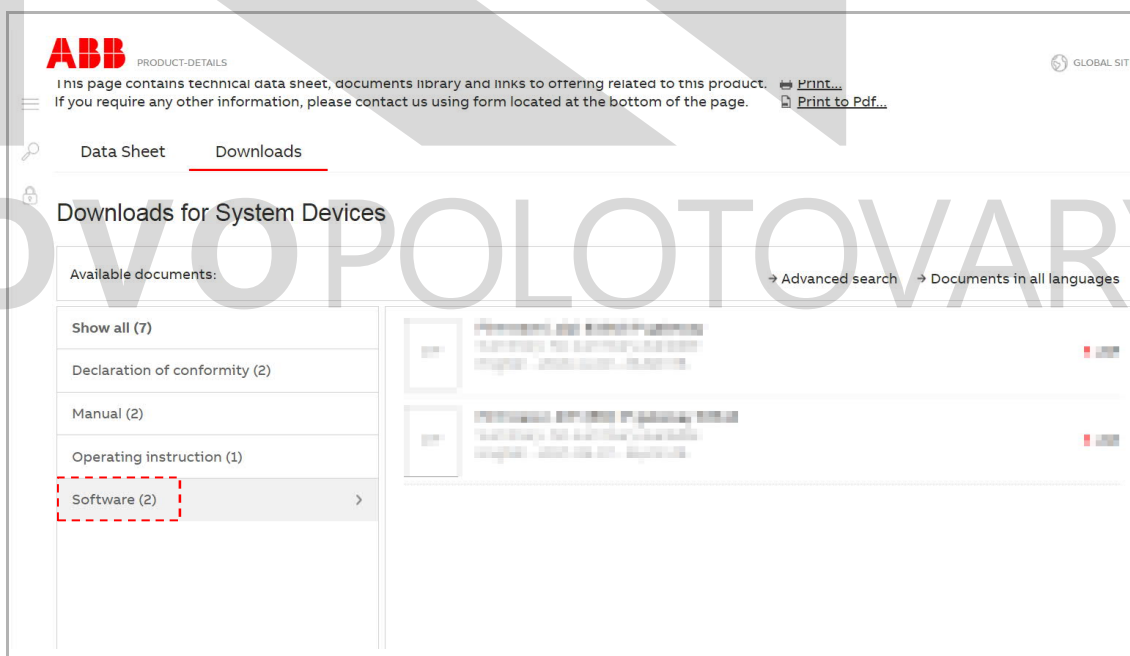 ABB
PRODUCT-DETAILS
GLOBAL SIT
This page contains technical data sheet, documents library and links to offering related to this product.
Print...
If you require any other information, please contact us using form located at the bottom of the page.
Print to Pdf...
Data Sheet
Downloads
Downloads for System Devices
OVOPOLOTOVARY
Available documents:
→ Advanced search
→ Documents in all languages
Show all (7)
Declaration of conformity (2)
Manual (2)
Operating instruction (1)
Software (2)